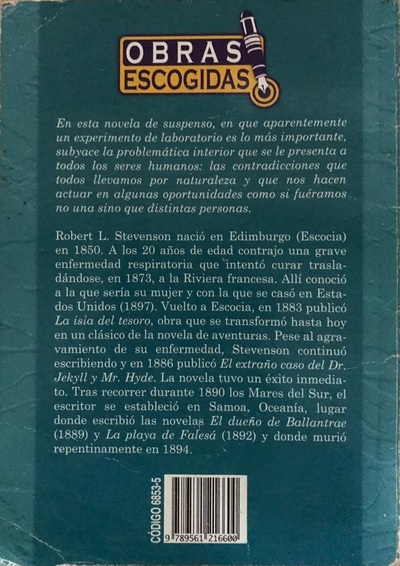 OBRAS
ESCOGIDAS
En esta novela de suspenso, en que aparentemente
un experimento de laboratorio es lo más importante,
subyace la problemática interior que se le presenta a
todos los seres humanos: las contradicciones que
todos llevamos por naturaleza y que nos hacen
actuar en algunas oportunidades como si fuéramos
no una sino que distintas personas.
Robert L. Stevenson nació en Edimburgo (Escocia)
en 1850. A los 20 años de edad contrajo una grave
enfermedad respiratoria que intentó curar trasla-
dándose, en 1873, a la Riviera francesa. Allí conoció
a la que sería su mujer y con la que se casó en Esta-
dos Unidos (1897). Vuelto a Escocia, en 1883 publicó
La isla del tesoro, obra que se transformó hasta hoy
en un clásico de la novela de aventuras. Pese al agra-
vamiento de su enfermedad, Stevenson continuó
escribiendo y en 1886 publicó El extraño caso del Dr.
Jekyll y Mr. Hyde. La novela tuvo un éxito inmedia-
to. Tras recorrer durante 1890 los Mares del Sur, el
escritor se estableció en Samoa, Oceanía, lugar
donde escribió las novelas El dueño de Ballantrae
(1889) y La playa de Falesá (1892) y donde murió
repentinamente en 1894.
CÓDIGO 6853-5
9 789561 216600